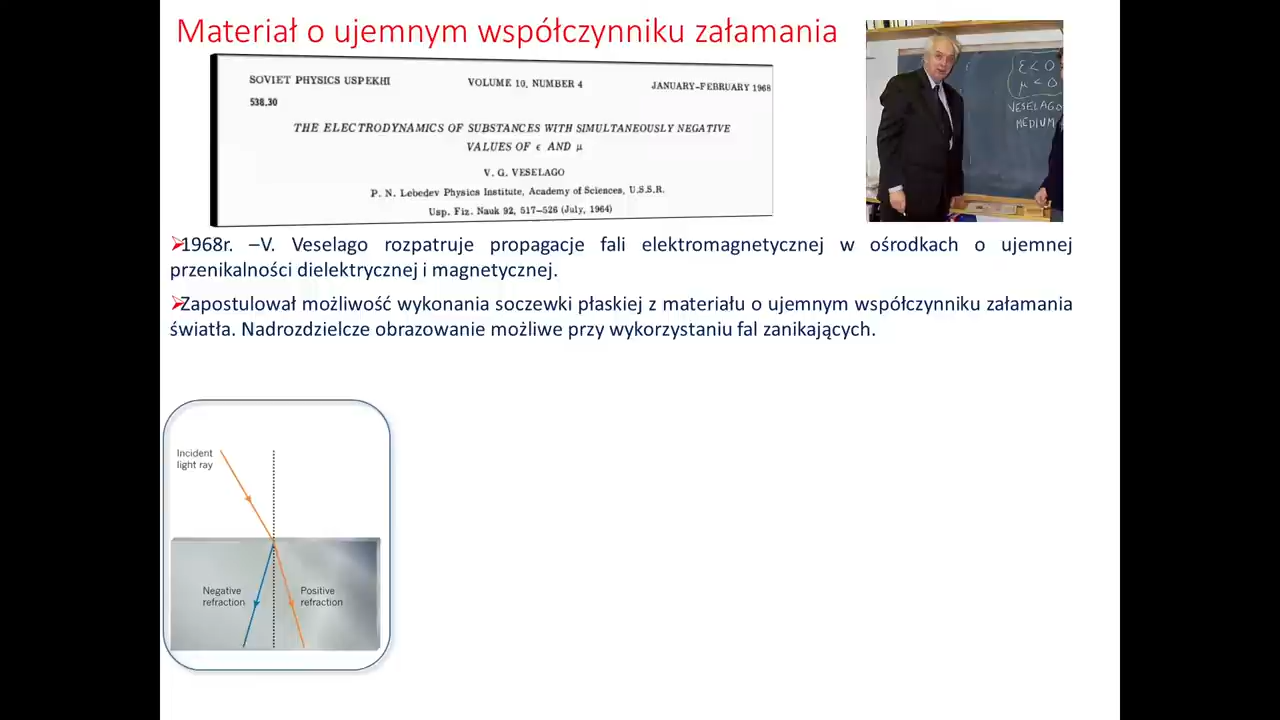 Materiał o ujemnym współczynniku załamania
SOVIET PHYSICS USPEKHI VOLUME 10, NUMBER 4 JANUARY-FEBRUARY 1968
538.30
THE ELECTRODYNAMICS OF SUBSTANCES WITH SIMULTANEOUSLY NEGATIVE
VALUES OF ϵ AND μ
V. G. VESELAGO
P. N. Lebedev Physics Institute, Academy of Sciences, U.S.S.R.
Usp. Fiz. Nauk 92, 517-526 (July, 1964)
ε < 0
μ < 0
VESELAGO
MEDIUM
1968r. –V. Veselago rozpatruje propagacje fali elektromagnetycznej w ośrodkach o ujemnej
przenikalności dielektrycznej i magnetycznej.
Zapostulował możliwość wykonania soczewki płaskiej z materiału o ujemnym współczynniku załamania
światła. Nadrozdzielcze obrazowanie możliwe przy wykorzystaniu fal zanikających.
Incident
light ray
Negative
refraction
Positive
refraction